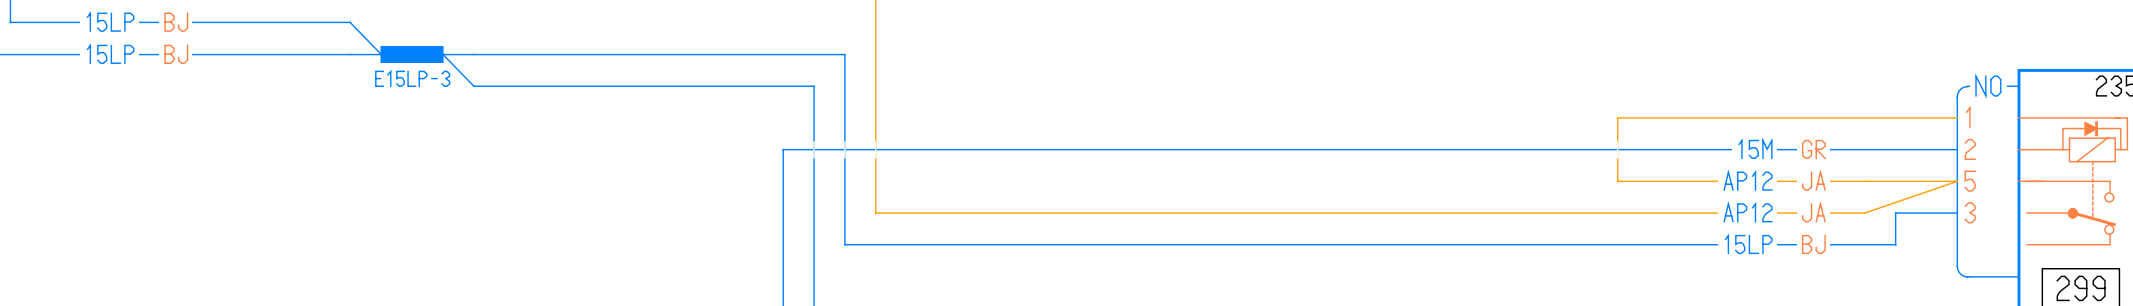 15LP BJ
15LP BJ
E15LP-3
NO
235
1
15M GR 2
AP12 JA 5
AP12 JA 3
15LP BJ
299